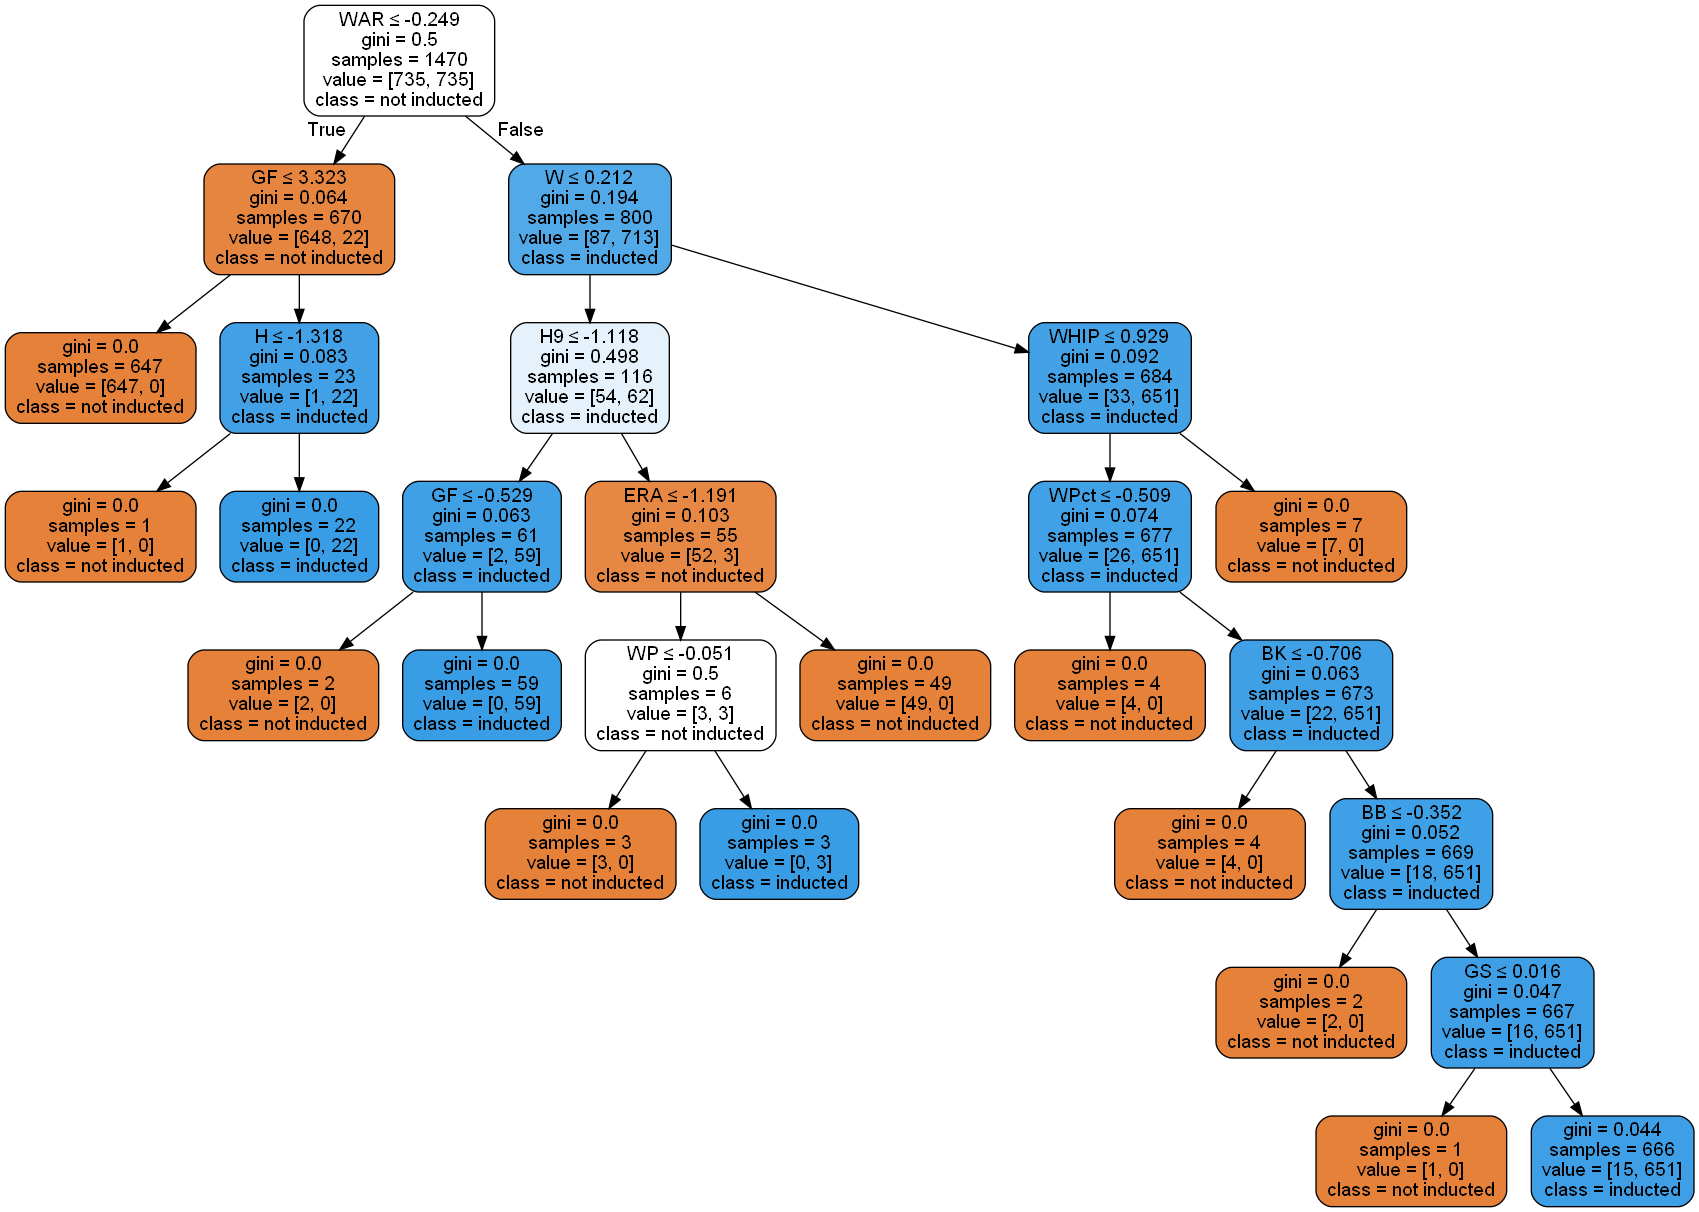 WAR ≤ -0.249
gini = 0.5
samples = 1470
value = [735, 735]
class = not inducted
True
False
GF ≤ 3.323
gini = 0.064
samples = 670
value = [648, 22]
class = not inducted
W ≤ 0.212
gini = 0.194
samples = 800
value = [87, 713]
class = inducted
gini = 0.0
samples = 647
value = [647, 0]
class = not inducted
H ≤ -1.318
gini = 0.083
samples = 23
value = [1, 22]
class = inducted
H9 ≤ -1.118
gini = 0.498
samples = 116
value = [54, 62]
class = inducted
WHIP ≤ 0.929
gini = 0.092
samples = 684
value = [33, 651]
class = inducted
gini = 0.0
samples = 1
value = [1, 0]
class = not inducted
gini = 0.0
samples = 22
value = [0, 22]
class = inducted
GF ≤ -0.529
gini = 0.063
samples = 61
value = [2, 59]
class = inducted
ERA ≤ -1.191
gini = 0.103
samples = 55
value = [52, 3]
class = not inducted
WPct ≤ -0.509
gini = 0.074
samples = 677
value = [26, 651]
class = inducted
gini = 0.0
samples = 7
value = [7, 0]
class = not inducted
gini = 0.0
samples = 2
value = [2, 0]
class = not inducted
gini = 0.0
samples = 59
value = [0, 59]
class = inducted
WP ≤ -0.051
gini = 0.5
samples = 6
value = [3, 3]
class = not inducted
gini = 0.0
samples = 49
value = [49, 0]
class = not inducted
gini = 0.0
samples = 4
value = [4, 0]
class = not inducted
BK ≤ -0.706
gini = 0.063
samples = 673
value = [22, 651]
class = inducted
gini = 0.0
samples = 3
value = [3, 0]
class = not inducted
gini = 0.0
samples = 3
value = [0, 3]
class = inducted
gini = 0.0
samples = 4
value = [4, 0]
class = not inducted
BB ≤ -0.352
gini = 0.052
samples = 669
value = [18, 651]
class = inducted
gini = 0.0
samples = 2
value = [2, 0]
class = not inducted
GS ≤ 0.016
gini = 0.047
samples = 667
value = [16, 651]
class = inducted
gini = 0.0
samples = 1
value = [1, 0]
class = not inducted
gini = 0.044
samples = 666
value = [15, 651]
class = inducted